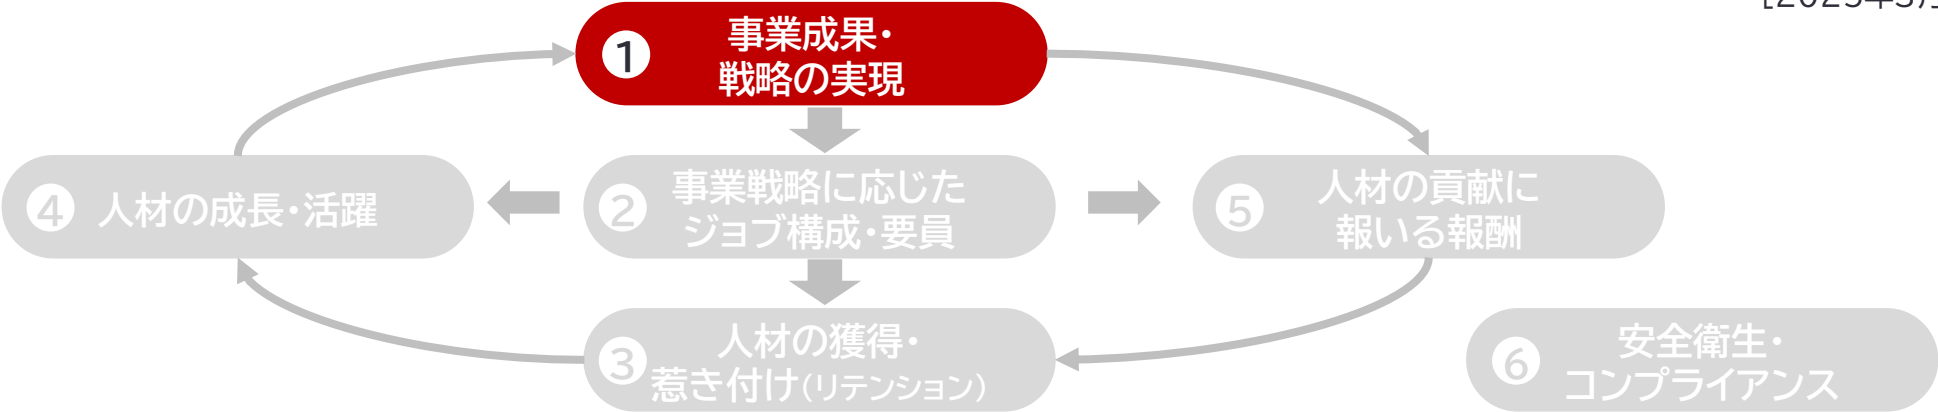 ❶ 事業成果・
戦略の実現
④ 人材の成長・活躍
② 事業戦略に応じた
ジョブ構成・要員
⑤ 人材の貢献に
報いる報酬
③ 人材の獲得・
惹き付け(リテンション)
⑥ 安全衛生・
コンプライアンス